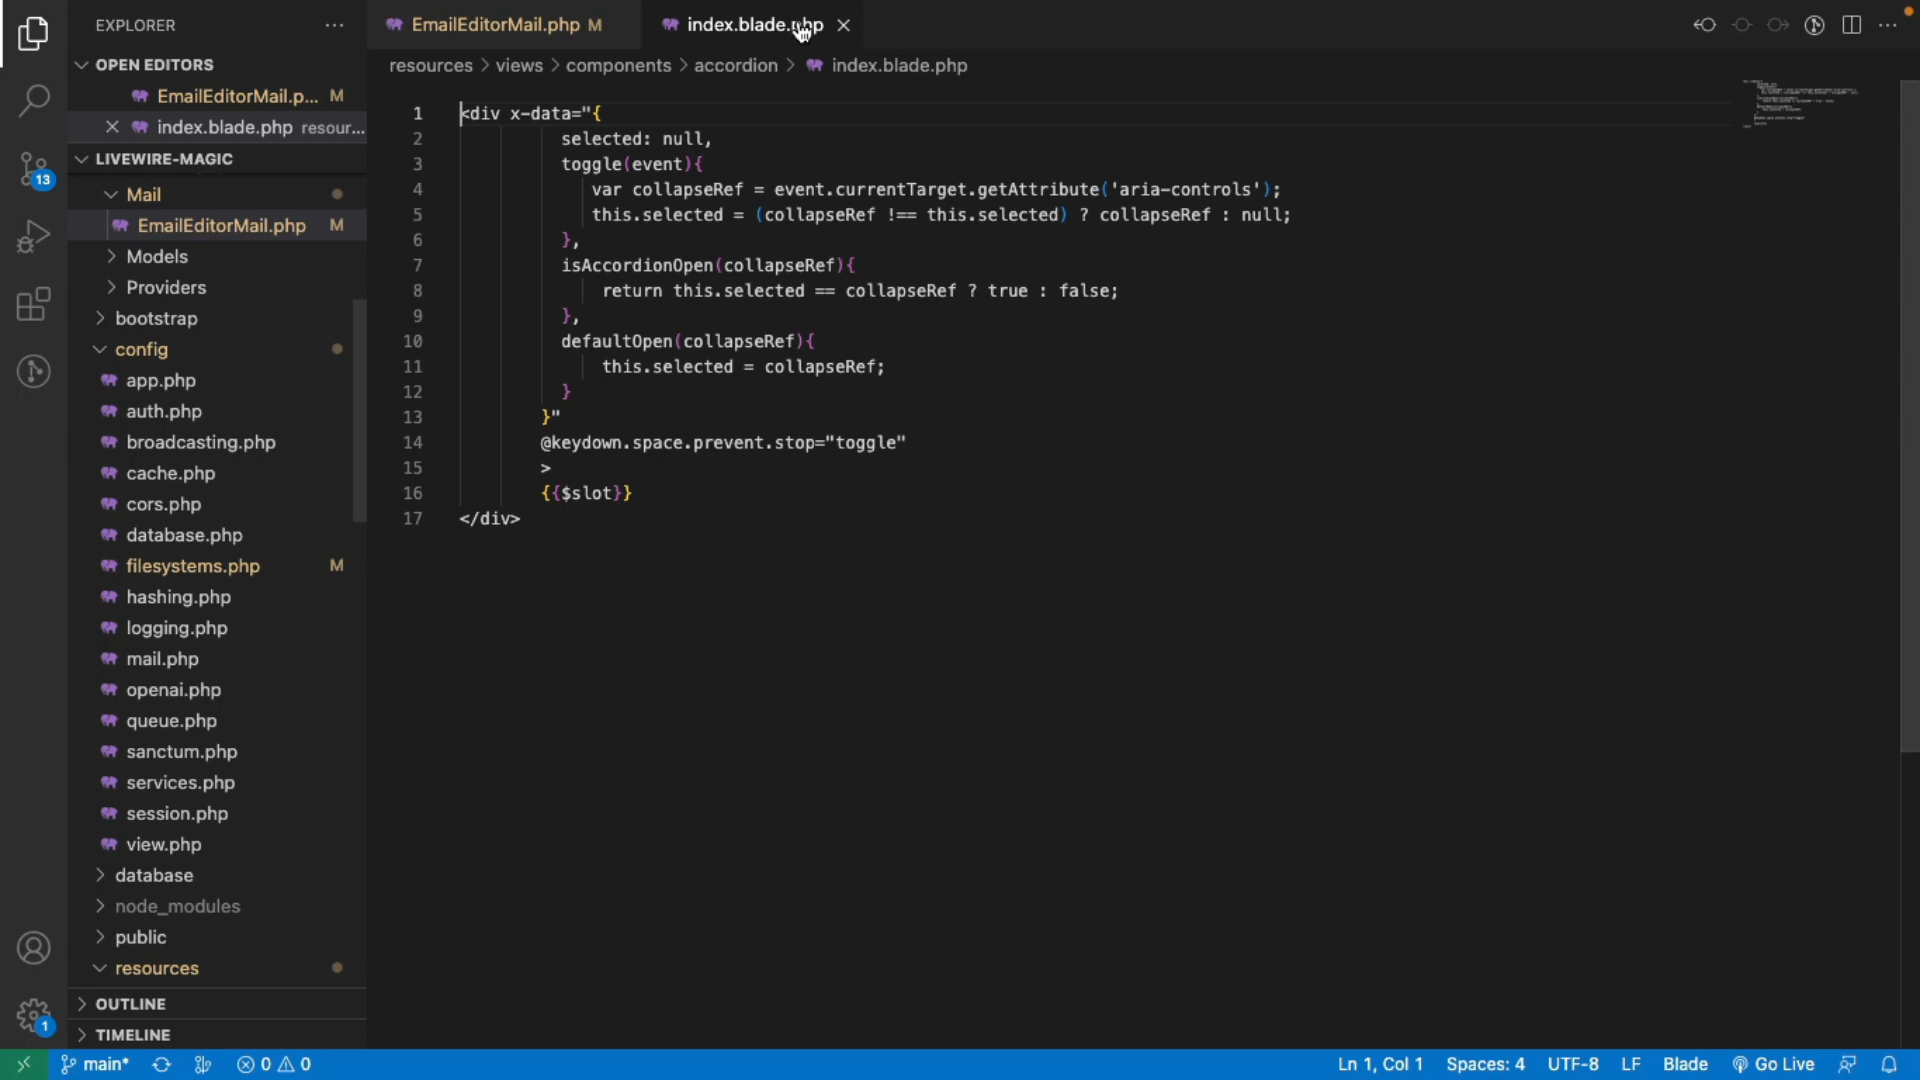 EXPLORER
OPEN EDITORS
EmailEditorMail.p... M
index.blade.php resour...
LIVEWIRE-MAGIC
Mail
EmailEditorMail.php M
Models
Providers
bootstrap
config
app.php
auth.php
broadcasting.php
cache.php
cors.php
database.php
filesystems.php M
hashing.php
logging.php
mail.php
openai.php
queue.php
sanctum.php
services.php
session.php
view.php
database
node_modules
public
resources
OUTLINE
TIMELINE
13
1
EmailEditorMail.php M
index.blade.php
resources > views > components > accordion > index.blade.php
1 <div x-data="{
2 selected: null,
3 toggle(event){
4 var collapseRef = event.currentTarget.getAttribute('aria-controls');
5 this.selected = (collapseRef !== this.selected) ? collapseRef : null;
6 },
7 isAccordionOpen(collapseRef){
8 return this.selected == collapseRef ? true : false;
9 },
10 defaultOpen(collapseRef){
11 this.selected = collapseRef;
12 }
13 }"
14 @keydown.space.prevent.stop="toggle"
15 >
16 {{$slot}}
17 </div>
main* 0 0 Ln 1, Col 1 Spaces: 4 UTF-8 LF Blade Go Live